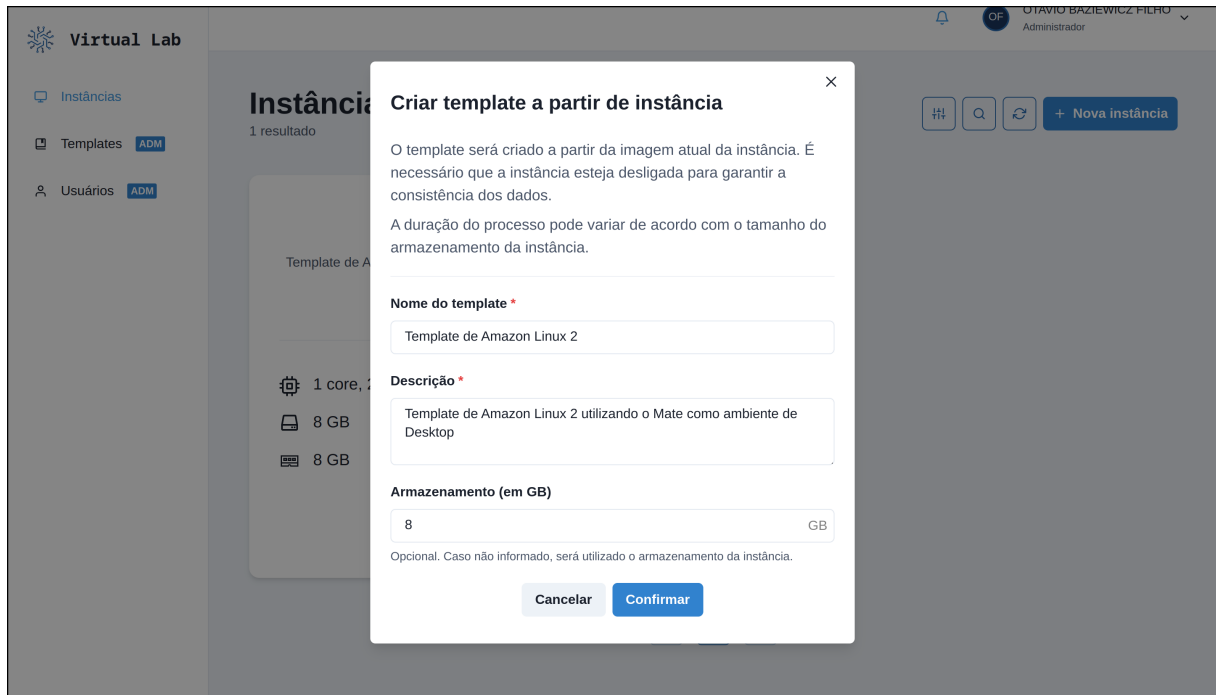 Virtual Lab
OTAVIO BAZIEWICZ FILHO
OF
Administrador
Instâncias
Templates ADM
Usuários ADM
1 resultado
+ Nova instância
Template de
1 core,
8 GB
8 GB
Criar template a partir de instância
O template será criado a partir da imagem atual da instância. É
necessário que a instância esteja desligada para garantir a
consistência dos dados.
A duração do processo pode variar de acordo com o tamanho do
armazenamento da instância.
Nome do template *
Template de Amazon Linux 2
Descrição *
Template de Amazon Linux 2 utilizando o Mate como ambiente de
Desktop
Armazenamento (em GB)
8 GB
Opcional. Caso não informado, será utilizado o armazenamento da instância.
Cancelar Confirmar